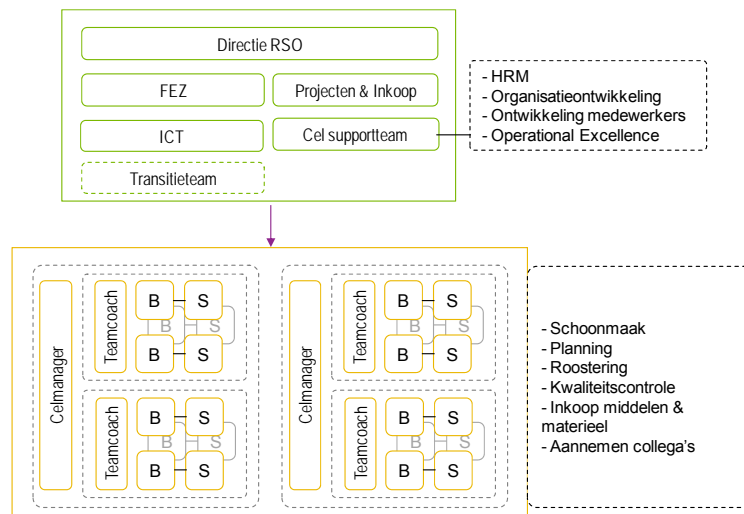 Directie RSO
FEZ
Projecten & Inkoop
ICT
Cel supportteam
Transitieteam
- HRM
- Organisatieontwikkeling
- Ontwikkeling medewerkers
- Operational Excellence
Celmanager
Teamcoach
B S
B S
B S
Teamcoach
B S
B S
B S
Celmanager
Teamcoach
B S
B S
B S
Teamcoach
B S
B S
B S
- Schoonmaak
- Planning
- Roostering
- Kwaliteitscontrole
- Inkoop middelen &
materieel
- Aannemen collega's